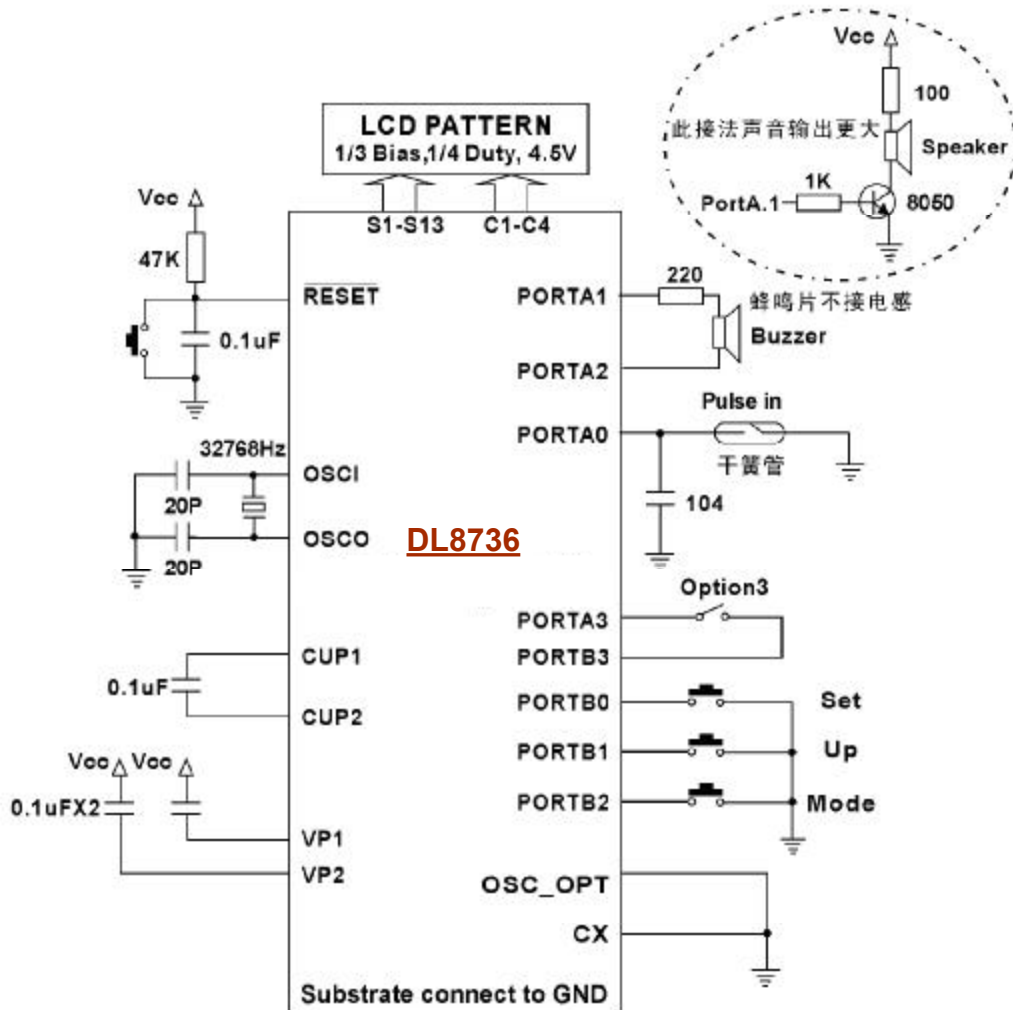 Vcc
100
此接法声音输出更大
Speaker
1K
PortA.1
8050
LCD PATTERN
1/3 Bias,1/4 Duty, 4.5V
S1-S13
C1-C4
Vcc
47K
RESET
0.1uF
PORTA1
220
蜂鸣片不接电感
Buzzer
PORTA2
Pulse in
PORTA0
干簧管
104
32768Hz
OSCI
20P
OSCO
20P
DL8736
Option3
PORTA3
PORTB3
CUP1
0.1uF
CUP2
PORTB0
Set
PORTB1
Up
PORTB2
Mode
Vcc
Vcc
0.1uFX2
VP1
VP2
OSC_OPT
CX
Substrate connect to GND